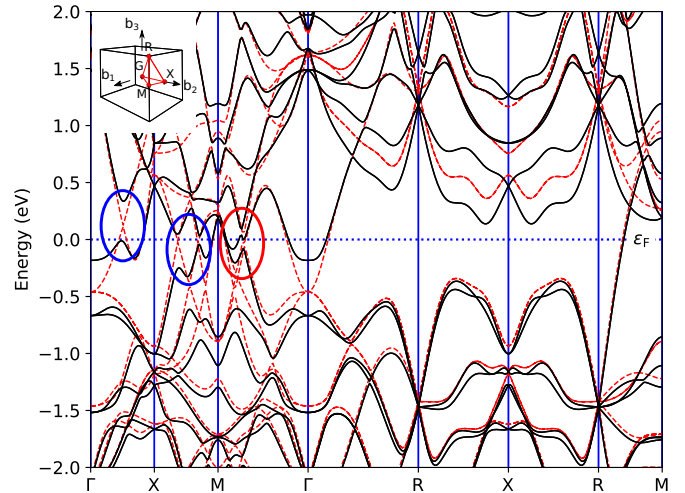 2.0
1.5
1.0
0.5
0.0
−0.5
−1.0
−1.5
−2.0
Energy (eV)
b₃
R
G
b₁
X
M
b₂
εF
Γ X M Γ R X R M